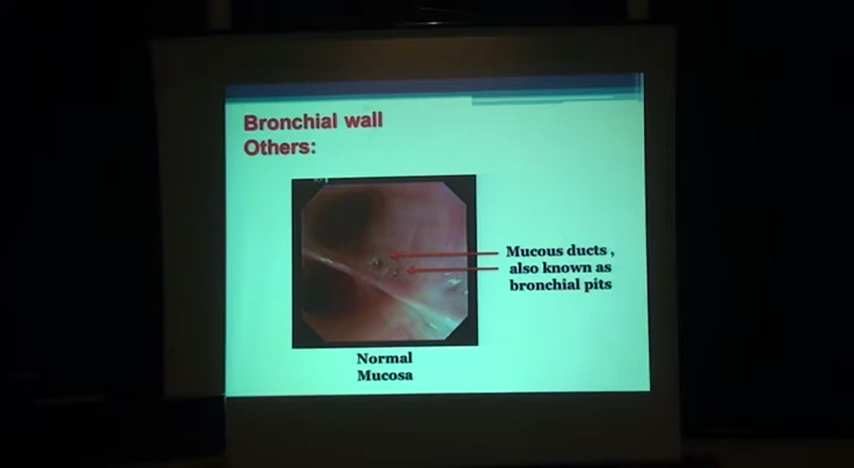 Bronchial wall
Others:
Mucous ducts ,
also known as
bronchial pits
Normal
Mucosa